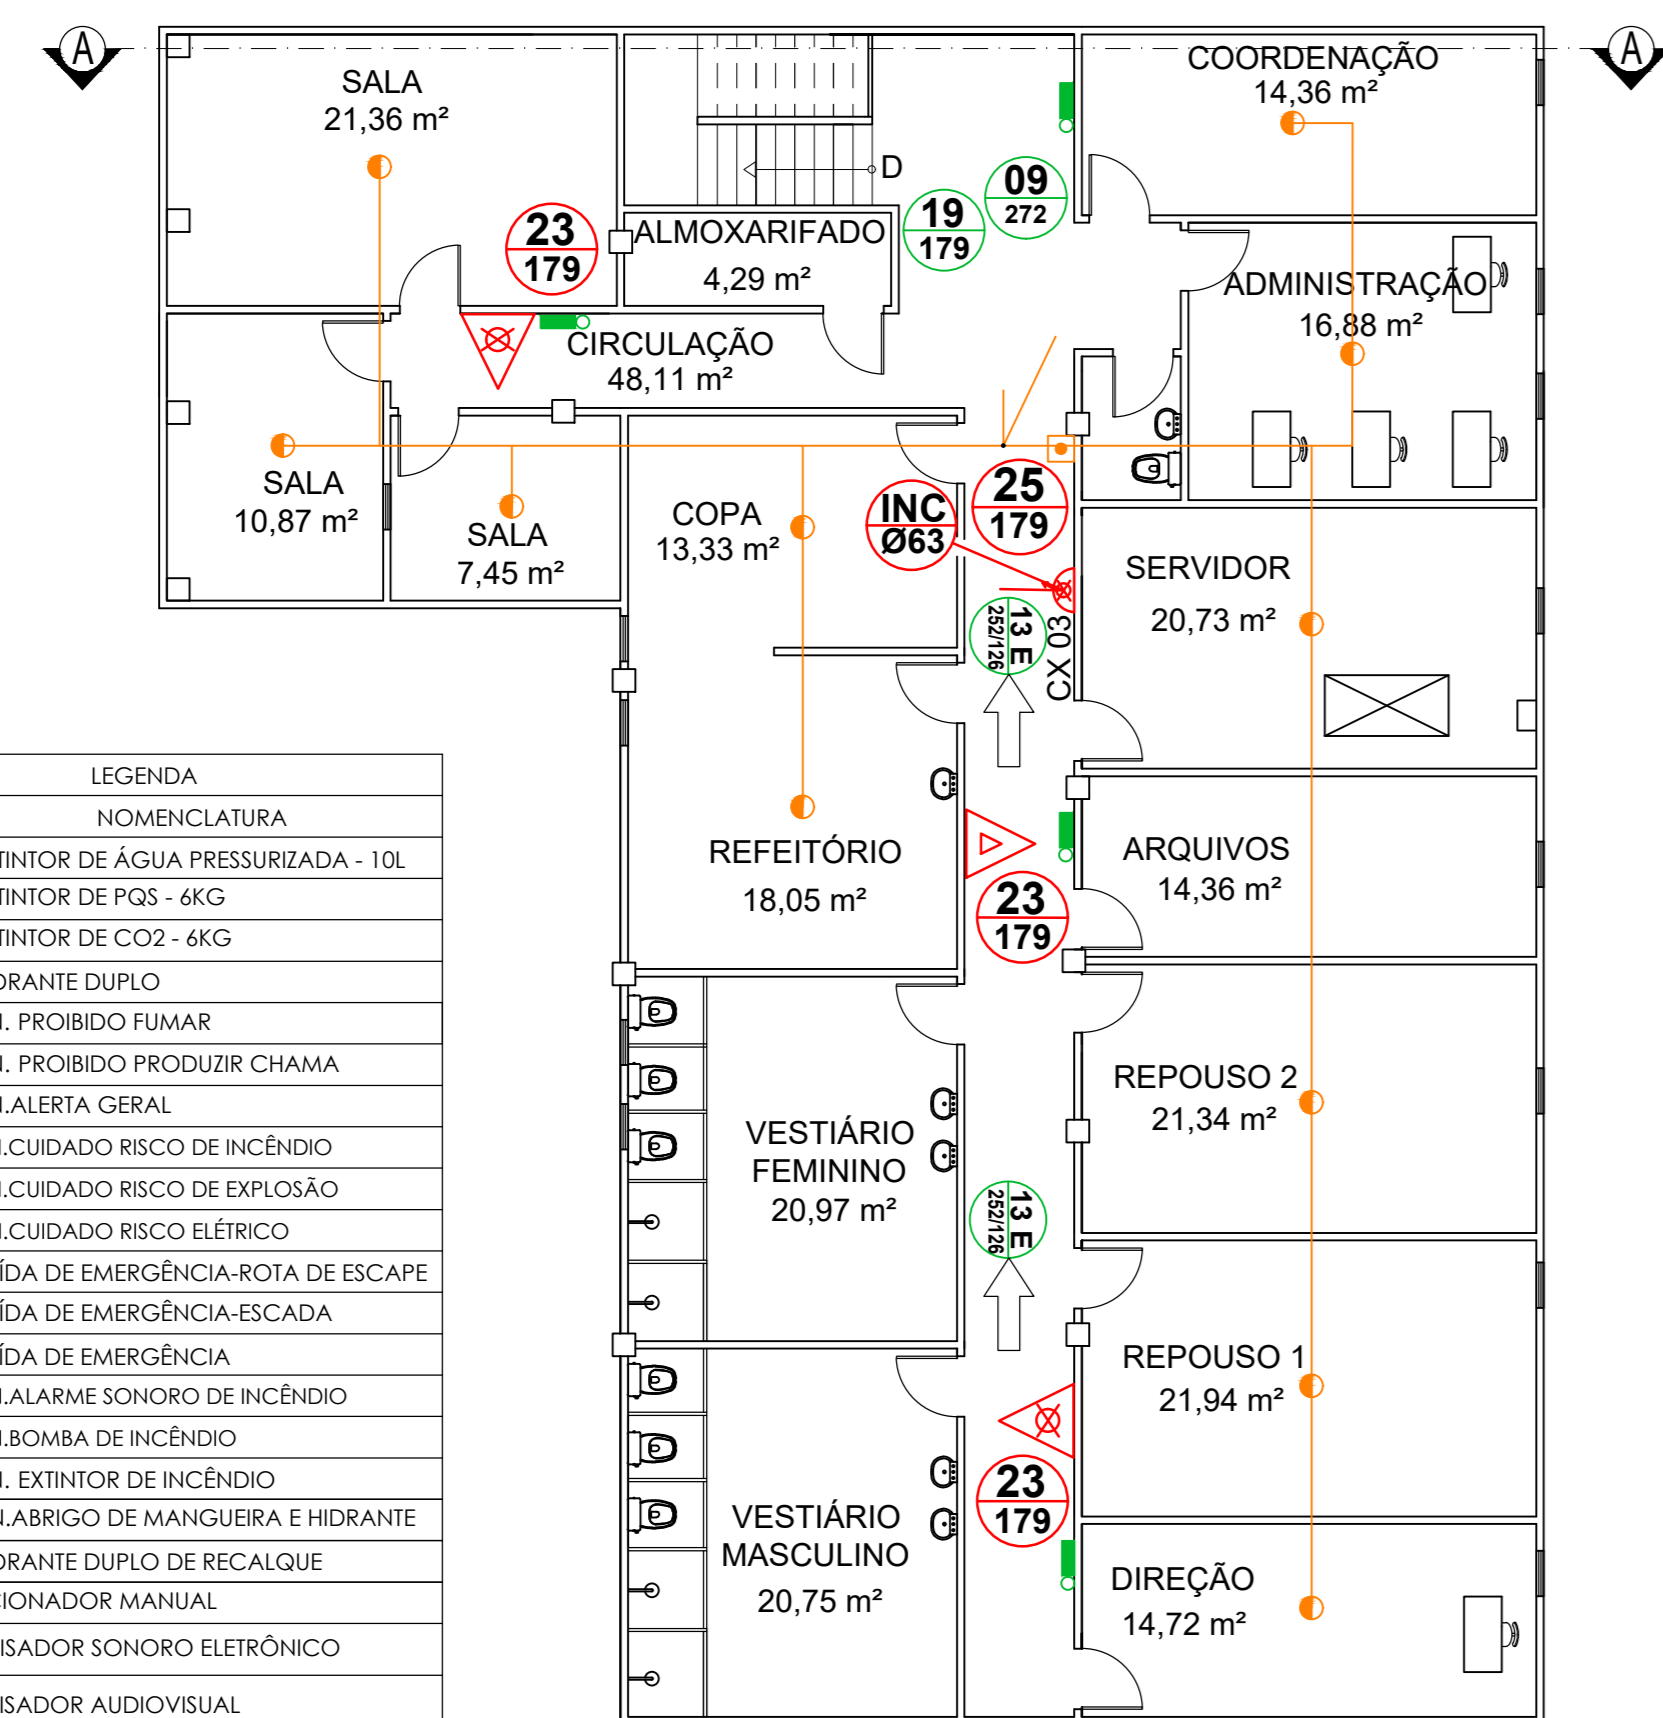 A
A
SALA
21,36 m²
COORDENAÇÃO
14,36 m²
D
09
272
19
179
23
179
ALMOXARIFADO
4,29 m²
ADMINISTRAÇÃO
16,88 m²
CIRCULAÇÃO
48,11 m²
SALA
10,87 m²
SALA
7,45 m²
COPA
13,33 m²
INC
Ø63
25
179
SERVIDOR
20,73 m²
13 E
252/126
CX 03
REFEITÓRIO
18,05 m²
23
179
ARQUIVOS
14,36 m²
REPOUSO 2
21,34 m²
VESTIÁRIO
FEMININO
20,97 m²
13 E
252/126
REPOUSO 1
21,94 m²
23
179
VESTIÁRIO
MASCULINO
20,75 m²
DIREÇÃO
14,72 m²
LEGENDA
NOMENCLATURA
TINTOR DE ÁGUA PRESSURIZADA - 10L
TINTOR DE PQS - 6KG
TINTOR DE CO2 - 6KG
DRANTE DUPLO
N. PROIBIDO FUMAR
N. PROIBIDO PRODUZIR CHAMA
N.ALERTA GERAL
N.CUIDADO RISCO DE INCÊNDIO
N.CUIDADO RISCO DE EXPLOSÃO
N.CUIDADO RISCO ELÉTRICO
ÍDA DE EMERGÊNCIA-ROTA DE ESCAPE
ÍDA DE EMERGÊNCIA-ESCADA
ÍDA DE EMERGÊNCIA
N.ALARME SONORO DE INCÊNDIO
N.BOMBA DE INCÊNDIO
N. EXTINTOR DE INCÊNDIO
N.ABRIGO DE MANGUEIRA E HIDRANTE
DRANTE DUPLO DE RECALQUE
CIONADOR MANUAL
ISADOR SONORO ELETRÔNICO
ISADOR AUDIOVISUAL